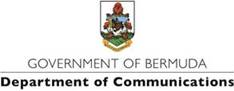 GOVERNMENT OF BERMUDA
Department of Communications